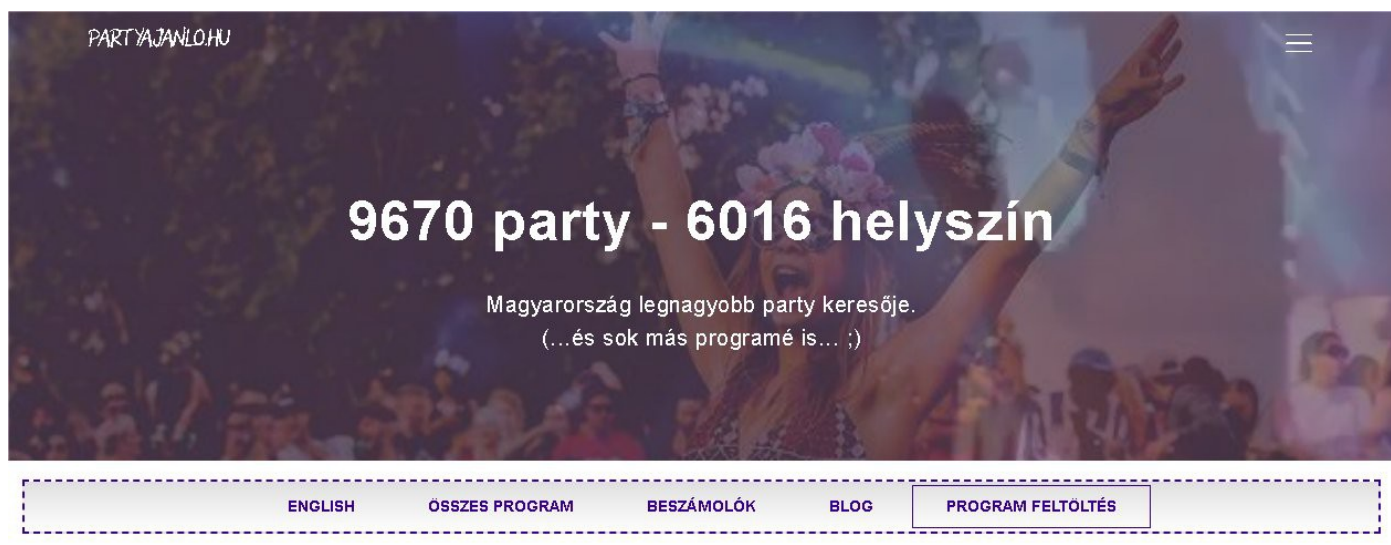 PARTYAJANLO.HU
9670 party - 6016 helyszín
Magyarország legnagyobb party keresője.
(...és sok más programé is... ;)
ENGLISH ÖSSZES PROGRAM BESZÁMOLÓK BLOG PROGRAM FELTÖLTÉS